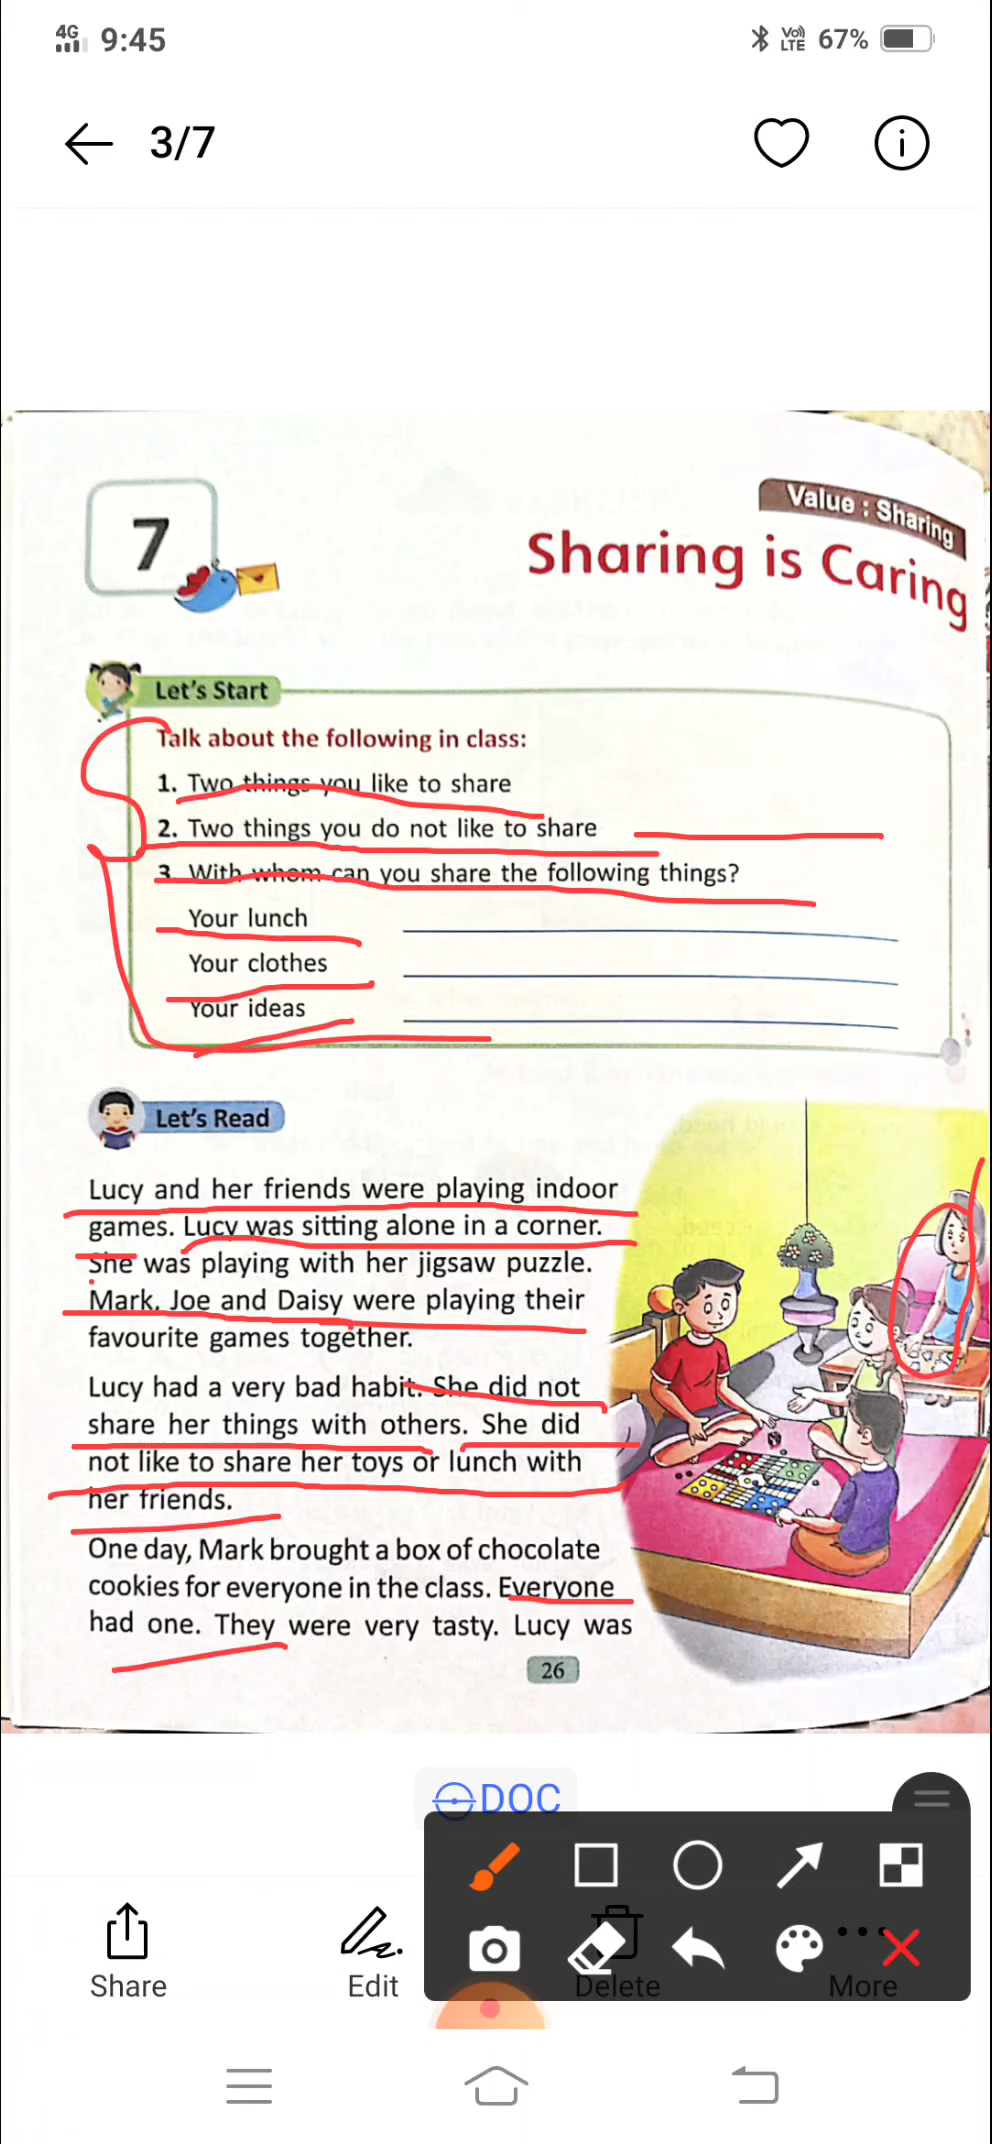 4G 9:45 Vo) LTE 67%
3/7
7
Value : Sharing
Sharing is Caring
Let's Start
Talk about the following in class:
1. Two things you like to share
2. Two things you do not like to share
3. With whom can you share the following things?
Your lunch
Your clothes
Your ideas
Let's Read
Lucy and her friends were playing indoor
games. Lucy was sitting alone in a corner.
She was playing with her jigsaw puzzle.
Mark, Joe and Daisy were playing their
favourite games together.
Lucy had a very bad habit. She did not
share her things with others. She did
not like to share her toys or lunch with
her friends.
One day, Mark brought a box of chocolate
cookies for everyone in the class. Everyone
had one. They were very tasty. Lucy was
26
DOC
Share
Edit
Delete
More